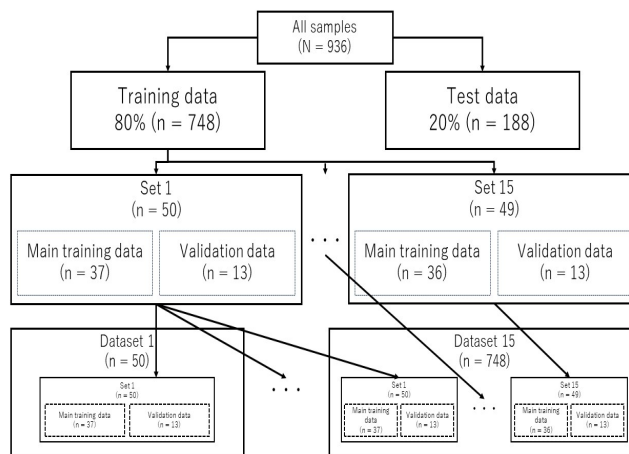 All samples
(N = 936)
Training data
80% (n = 748)
Test data
20% (n = 188)
Set 1
(n = 50)
Main training data
(n = 37)
Validation data
(n = 13)
･･･
Set 15
(n = 49)
Main training data
(n = 36)
Validation data
(n = 13)
Dataset 1
(n = 50)
Set 1
(n = 50)
Main training data
(n = 37)
Validation data
(n = 13)
･･･
Dataset 15
(n = 748)
Set 1
(n = 50)
Main training
data
(n = 37)
Validation data
(n = 13)
･･･
Set 15
(n = 49)
Main training
data
(n = 36)
Validation data
(n = 13)